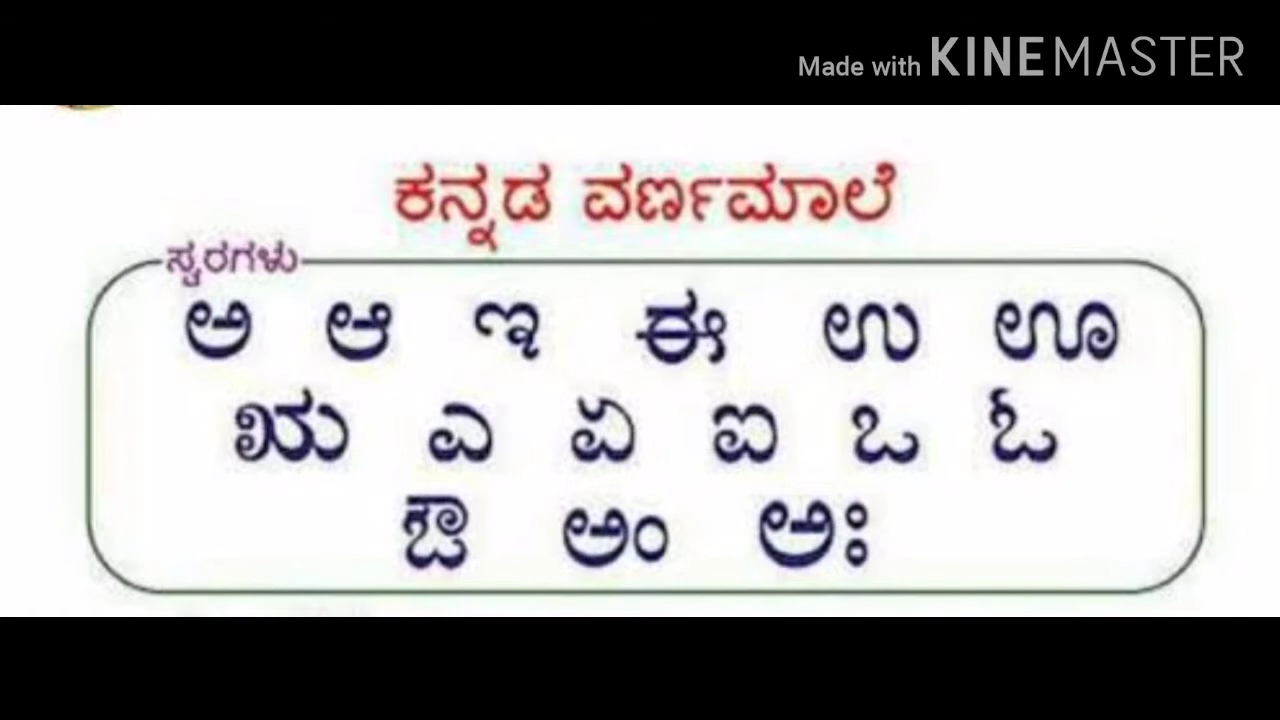 Made with KINEMASTER
ಕನ್ನಡ ವರ್ಣಮಾಲೆ
ಸ್ವರಗಳು
ಅ ಆ ಇ ಈ ಉ ಊ
ಋ ಎ ಏ ಐ ಒ ಓ
ಔ ಅಂ ಅಃ